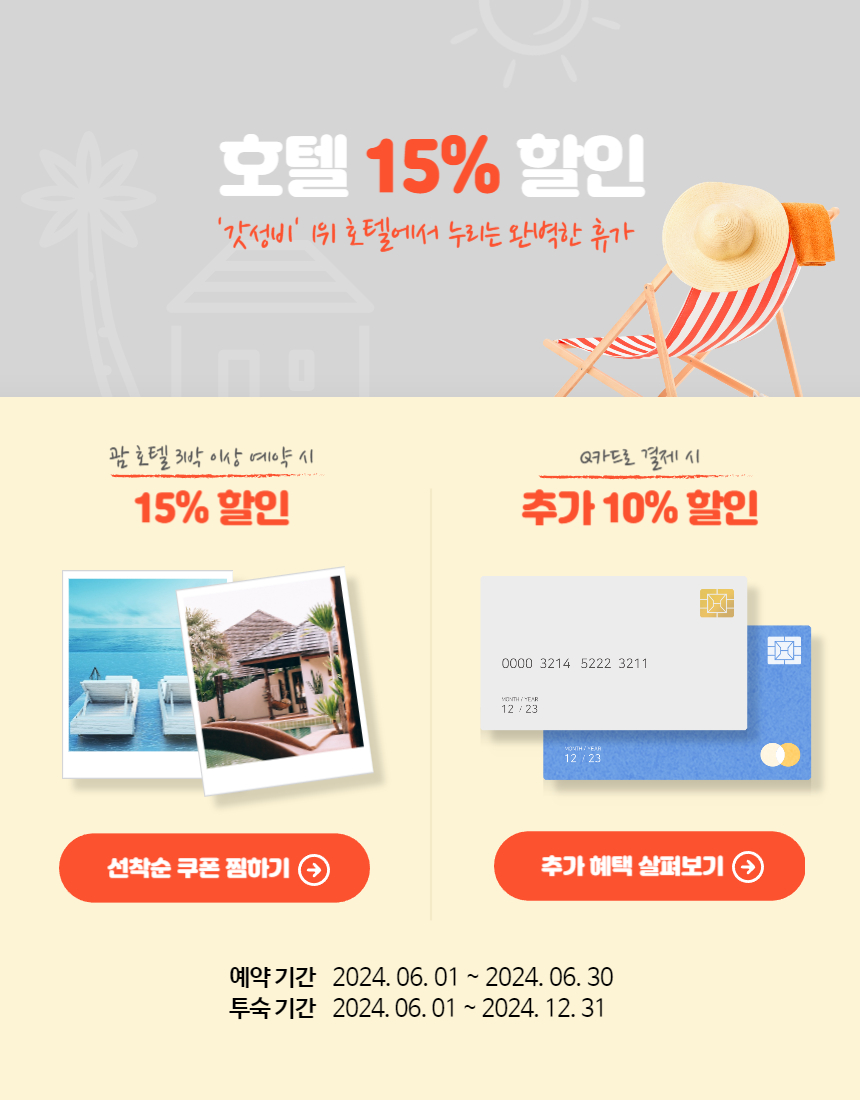 호텔 15% 할인
'갓성비' 1위 호텔에서 누리는 완벽한 휴가
괌 호텔 3박 이상 예약 시
15% 할인
Q카드로 결제 시
추가 10% 할인
0000 3214 5222 3211
MONTH / YEAR
12 / 23
MONTH / YEAR
12 / 23
선착순 쿠폰 찜하기
추가 혜택 살펴보기
예약 기간 2024. 06. 01 ~ 2024. 06. 30
투숙 기간 2024. 06. 01 ~ 2024. 12. 31